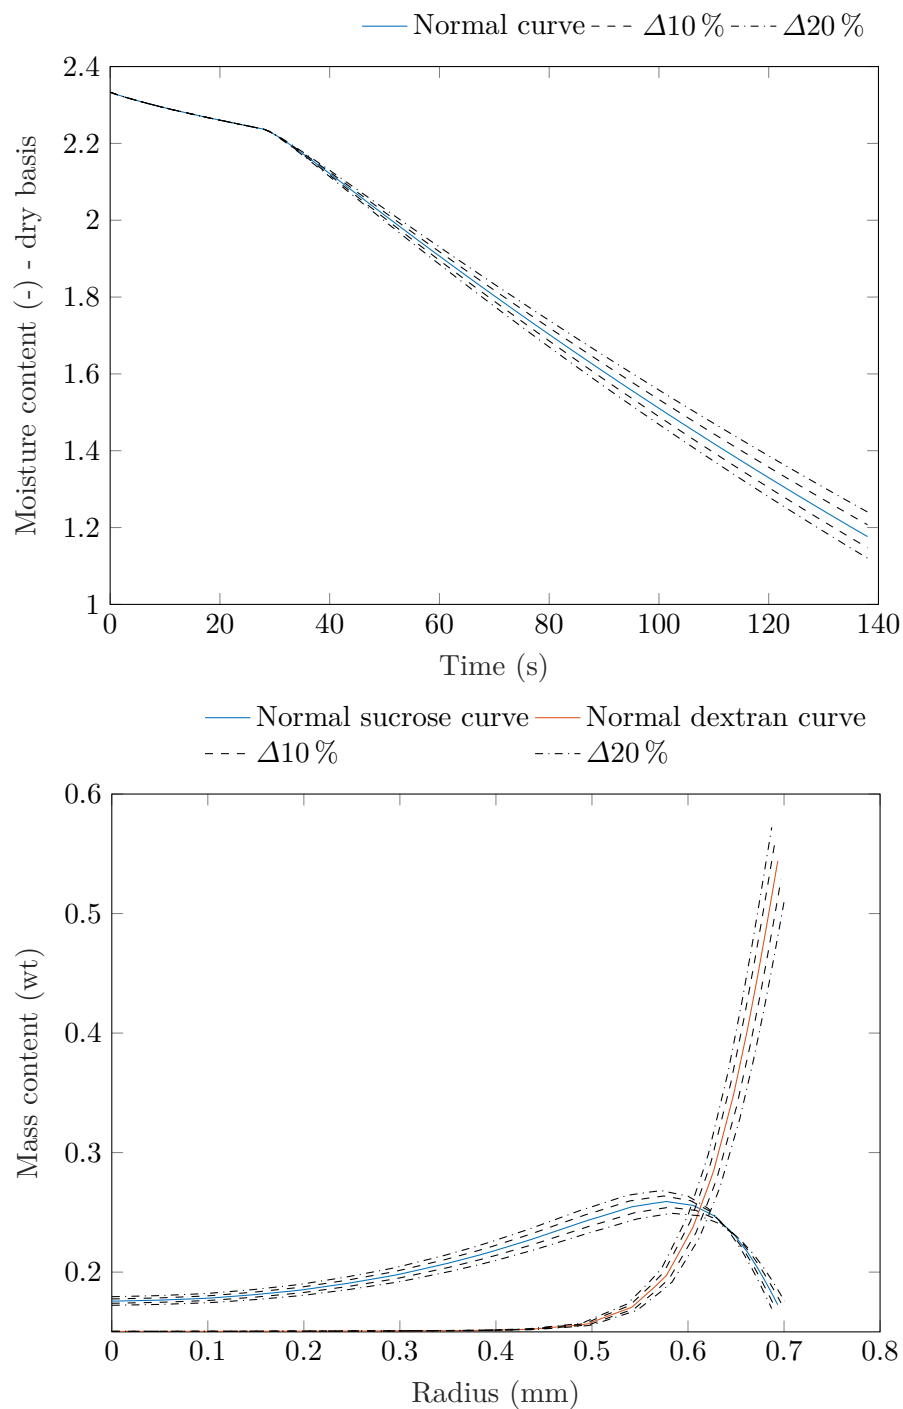 Normal curve Δ10 % Δ20 %
2.4
2.2
2
1.8
1.6
1.4
1.2
1
Moisture content (-) - dry basis
0 20 40 60 80 100 120 140
Time (s)
Normal sucrose curve Normal dextran curve
Δ10 % Δ20 %
0.6
0.5
0.4
0.3
0.2
Mass content (wt)
0 0.1 0.2 0.3 0.4 0.5 0.6 0.7 0.8
Radius (mm)